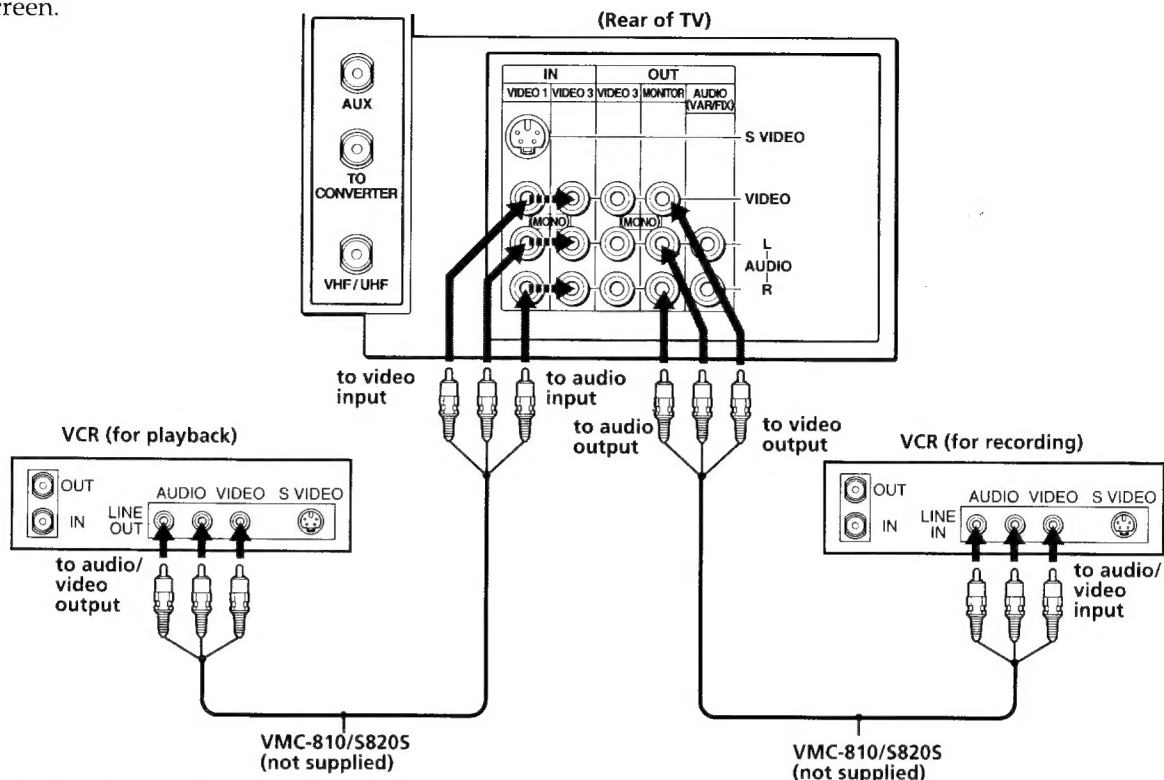 creen.
(Rear of TV)
AUX
TO
CONVERTER
VHF/UHF
IN OUT
VIDEO 1 VIDEO 3 VIDEO 3 MONITOR AUDIO
(VAR/FIX)
S VIDEO
VIDEO
(MONO) (MONO)
L
AUDIO
R
to video
input
to audio
input
to audio
output
to video
output
VCR (for playback)
OUT
IN
AUDIO VIDEO S VIDEO
LINE
OUT
to audio/
video
output
VMC-810/S820S
(not supplied)
VCR (for recording)
OUT
IN
AUDIO VIDEO S VIDEO
LINE
IN
to audio/
video
input
VMC-810/S820S
(not supplied)